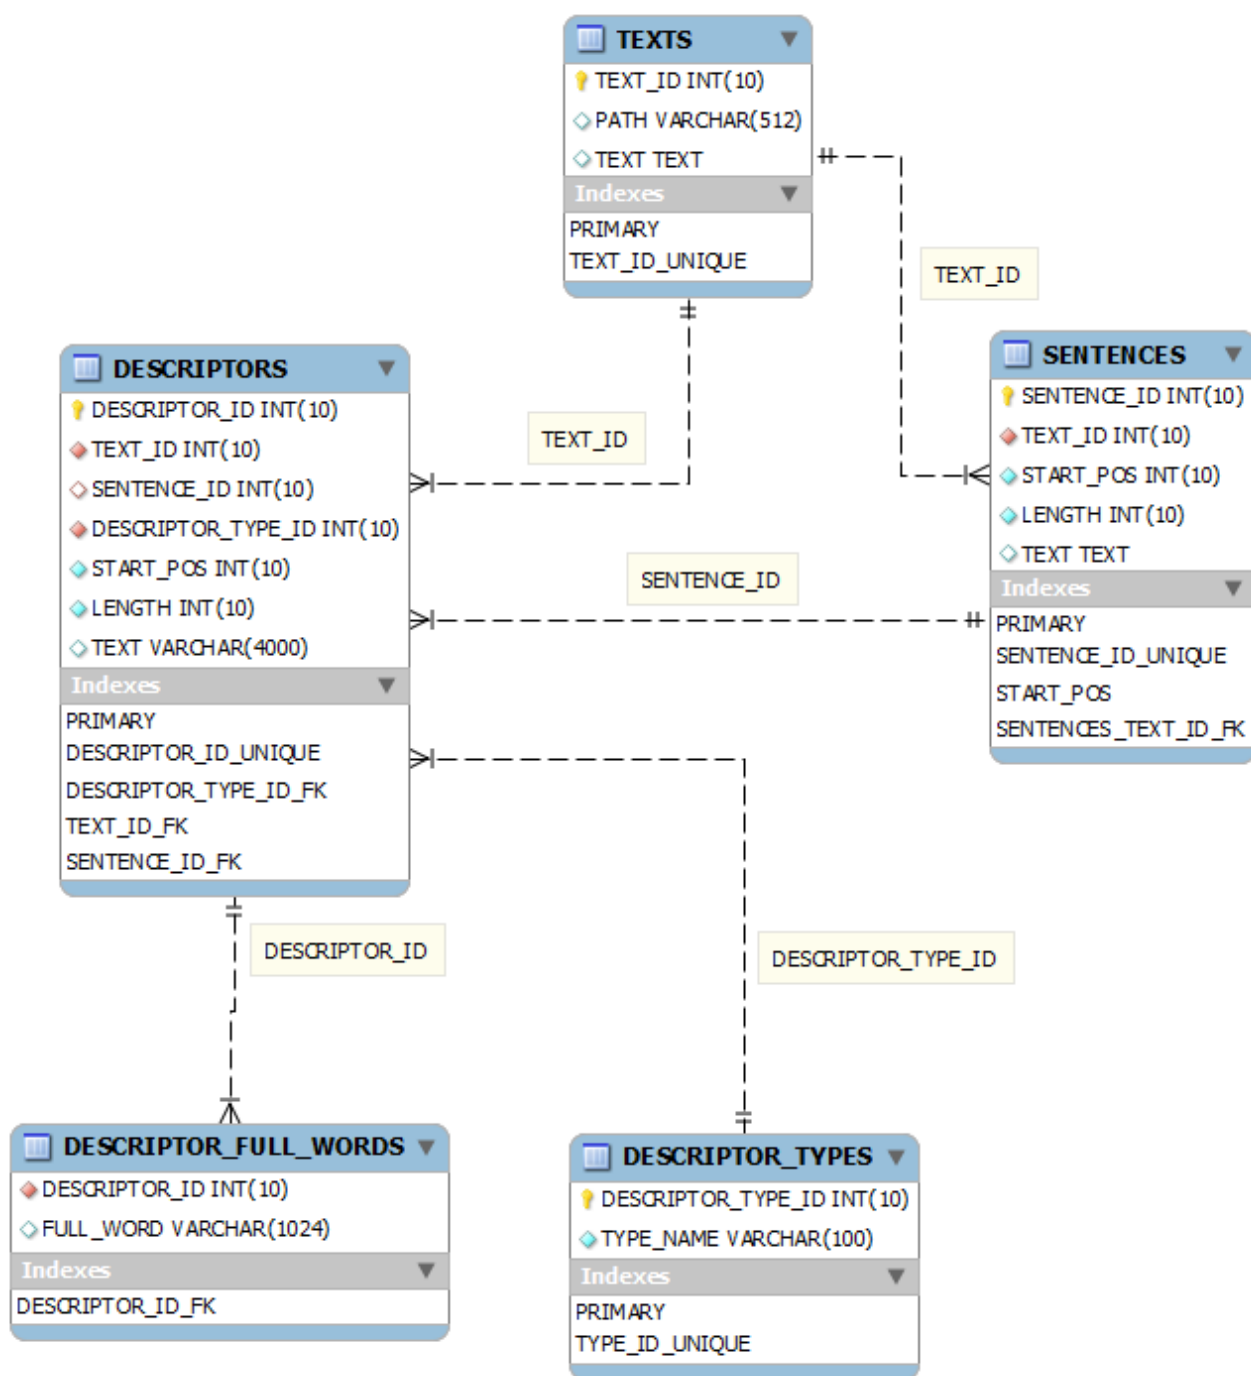 TEXTS
TEXT_ID INT(10)
PATH VARCHAR(512)
TEXT TEXT
Indexes
PRIMARY
TEXT_ID_UNIQUE
TEXT_ID
SENTENCES
SENTENCE_ID INT(10)
TEXT_ID INT(10)
START_POS INT(10)
LENGTH INT(10)
TEXT TEXT
Indexes
PRIMARY
SENTENCE_ID_UNIQUE
START_POS
SENTENCES_TEXT_ID_FK
DESCRIPTORS
DESCRIPTOR_ID INT(10)
TEXT_ID INT(10)
SENTENCE_ID INT(10)
DESCRIPTOR_TYPE_ID INT(10)
START_POS INT(10)
LENGTH INT(10)
TEXT VARCHAR(4000)
Indexes
PRIMARY
DESCRIPTOR_ID_UNIQUE
DESCRIPTOR_TYPE_ID_FK
TEXT_ID_FK
SENTENCE_ID_FK
TEXT_ID
SENTENCE_ID
DESCRIPTOR_ID
DESCRIPTOR_TYPE_ID
DESCRIPTOR_FULL_WORDS
DESCRIPTOR_ID INT(10)
FULL_WORD VARCHAR(1024)
Indexes
DESCRIPTOR_ID_FK
DESCRIPTOR_TYPES
DESCRIPTOR_TYPE_ID INT(10)
TYPE_NAME VARCHAR(100)
Indexes
PRIMARY
TYPE_ID_UNIQUE